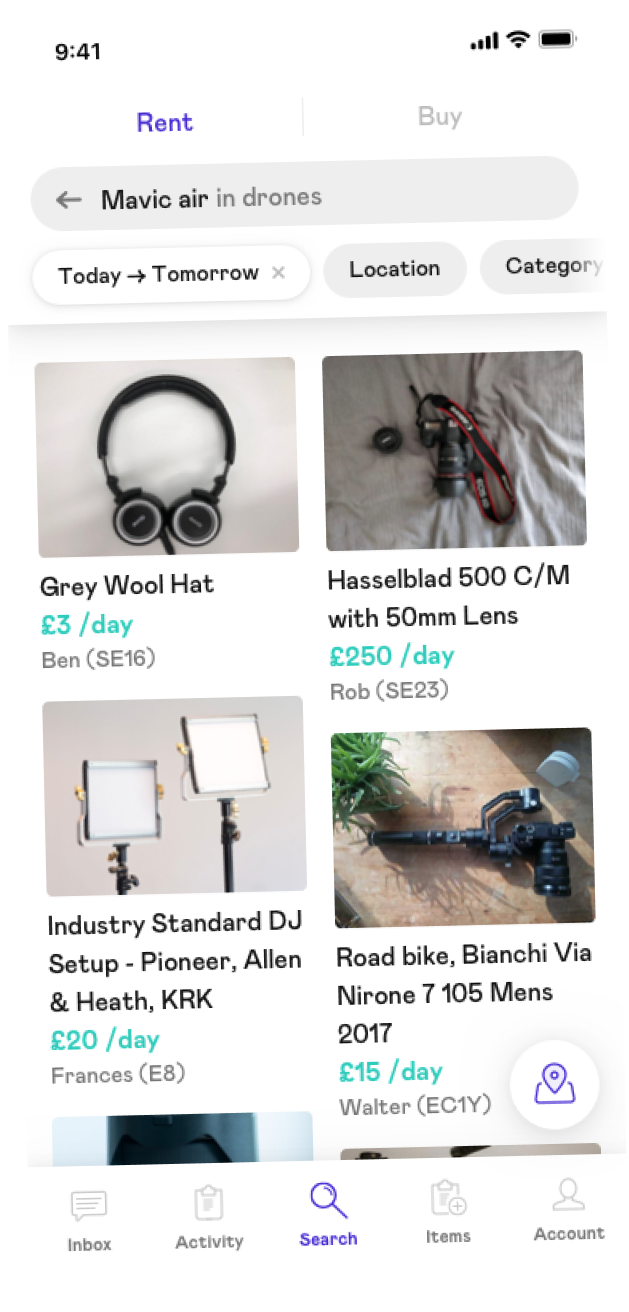 9:41
Rent
Buy
← Mavic air in drones
Today → Tomorrow ×
Location
Category
Grey Wool Hat
£3 /day
Ben (SE16)
Hasselblad 500 C/M
with 50mm Lens
£250 /day
Rob (SE23)
Industry Standard DJ
Setup - Pioneer, Allen
& Heath, KRK
£20 /day
Frances (E8)
Road bike, Bianchi Via
Nirone 7 105 Mens
2017
£15 /day
Walter (EC1Y)
Inbox
Activity
Search
Items
Account